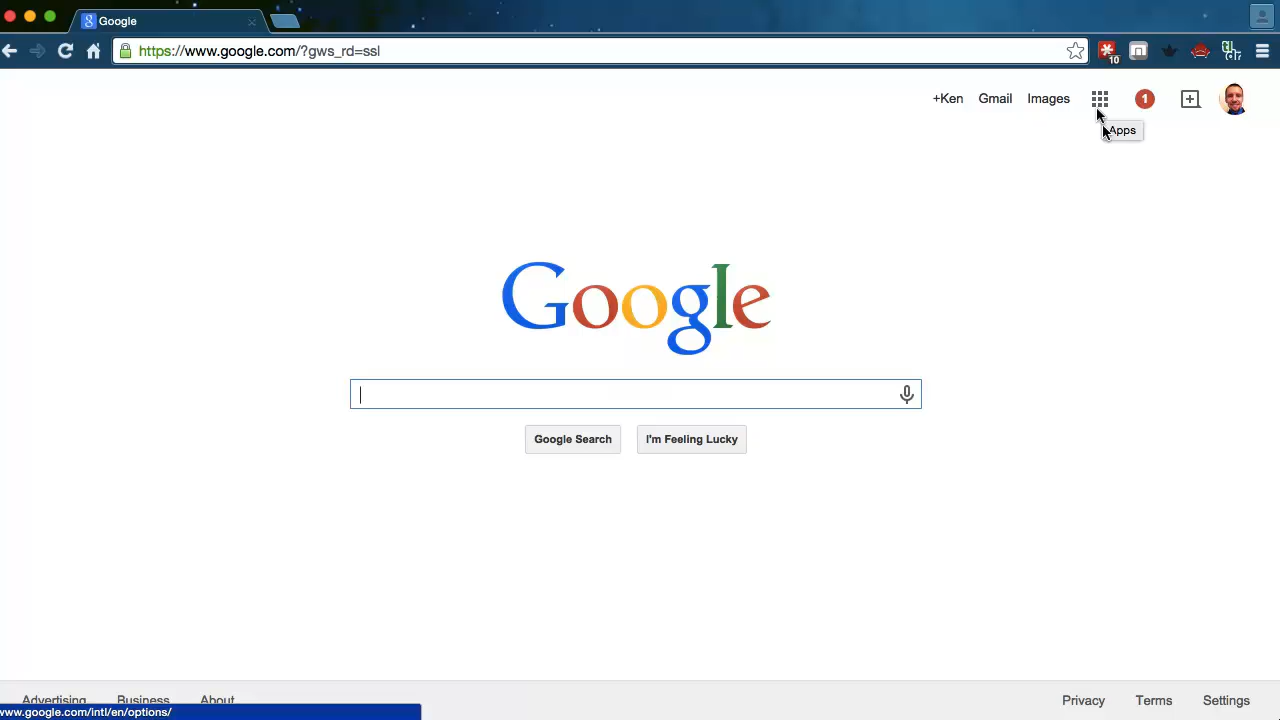 Google
https://www.google.com/?gws_rd=ssl
10
+Ken Gmail Images 1
Apps
Google
Google Search I'm Feeling Lucky
Advertising Business About Privacy Terms Settings
www.google.com/intl/en/options/